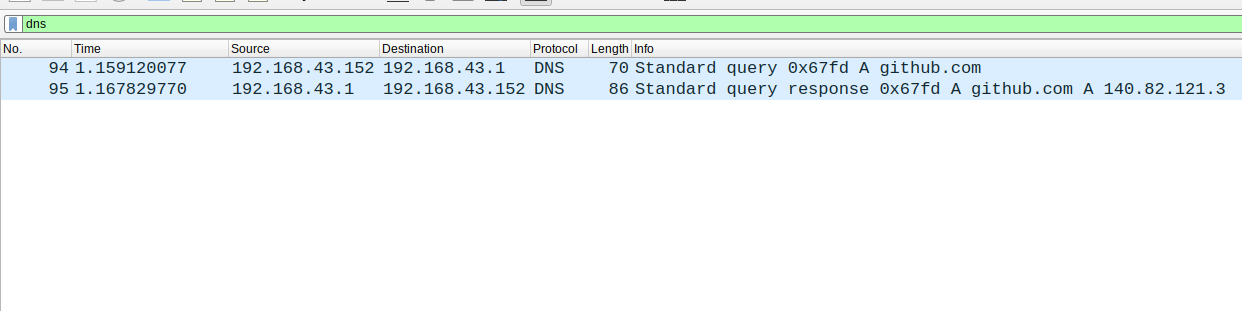 dns
No. Time Source Destination Protocol Length Info
94 1.159120077 192.168.43.152 192.168.43.1 DNS 70 Standard query 0x67fd A github.com
95 1.167829770 192.168.43.1 192.168.43.152 DNS 86 Standard query response 0x67fd A github.com A 140.82.121.3